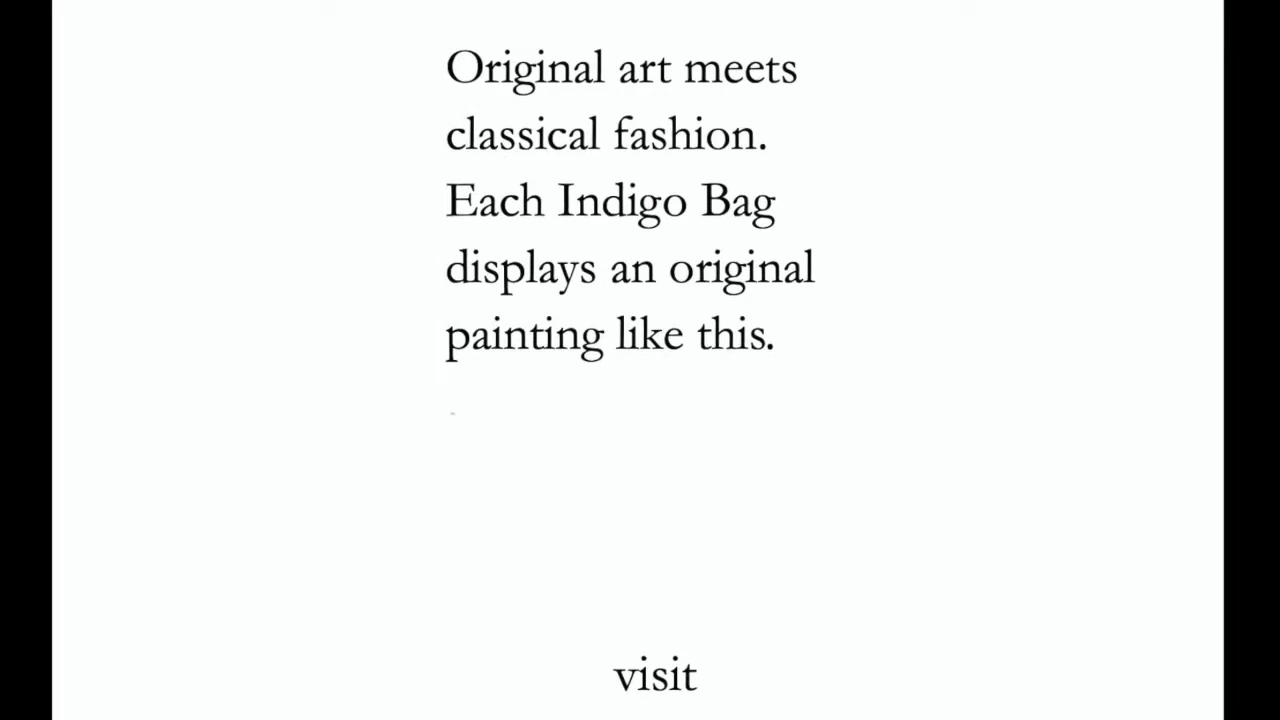 Original art meets
classical fashion.
Each Indigo Bag
displays an original
painting like this.
visit